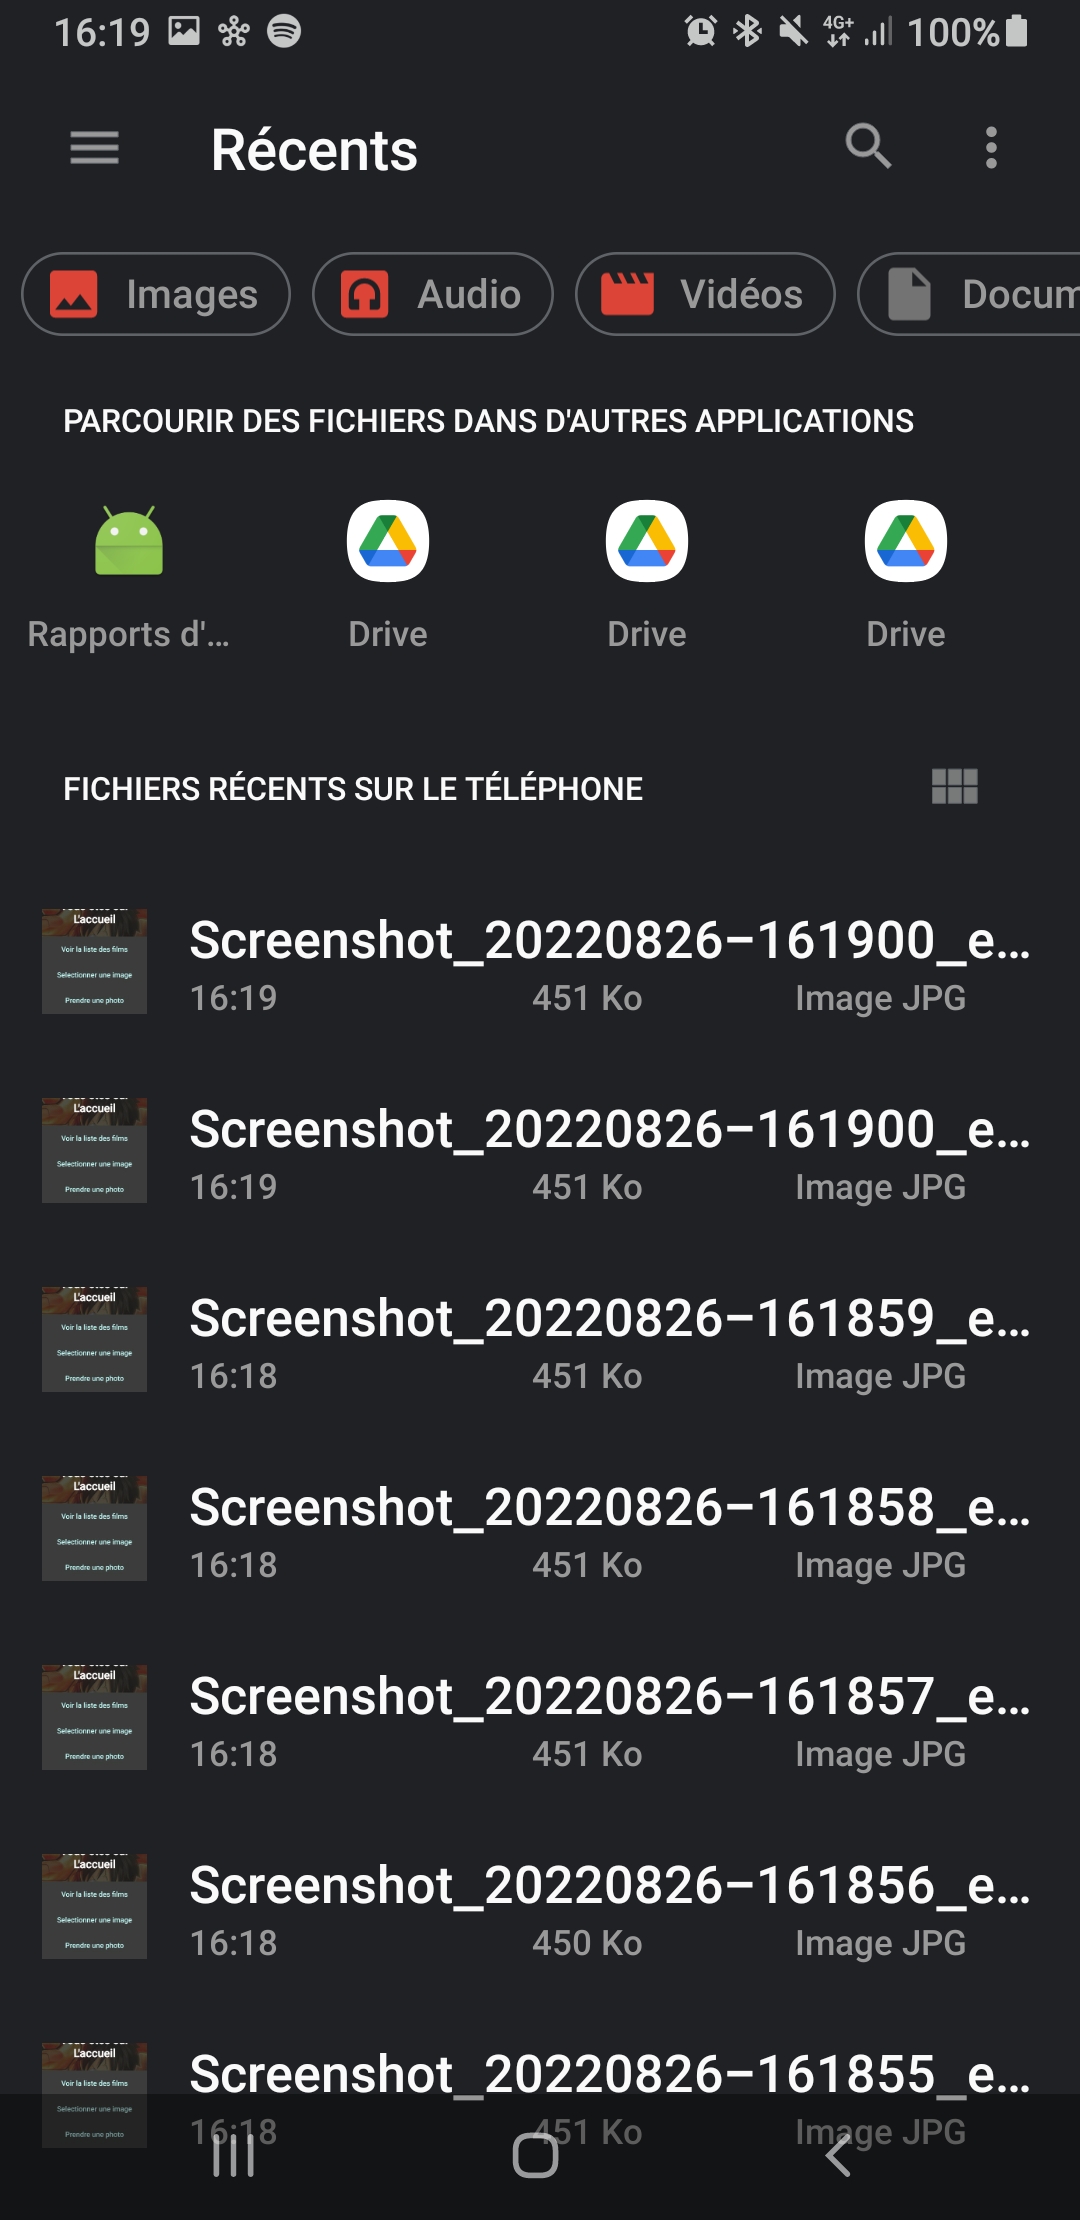 16:19 4G+ 100%
Récents
Images Audio Vidéos Docum
PARCOURIR DES FICHIERS DANS D'AUTRES APPLICATIONS
Rapports d'... Drive Drive Drive
FICHIERS RÉCENTS SUR LE TÉLÉPHONE
L'accueil
Voir la liste des films
Selectionner une image
Prendre une photo
Screenshot_20220826-161900_e...
16:19 451 Ko Image JPG
L'accueil
Voir la liste des films
Selectionner une image
Prendre une photo
Screenshot_20220826-161900_e...
16:19 451 Ko Image JPG
L'accueil
Voir la liste des films
Selectionner une image
Prendre une photo
Screenshot_20220826-161859_e...
16:18 451 Ko Image JPG
L'accueil
Voir la liste des films
Selectionner une image
Prendre une photo
Screenshot_20220826-161858_e...
16:18 451 Ko Image JPG
L'accueil
Voir la liste des films
Selectionner une image
Prendre une photo
Screenshot_20220826-161857_e...
16:18 451 Ko Image JPG
L'accueil
Voir la liste des films
Selectionner une image
Prendre une photo
Screenshot_20220826-161856_e...
16:18 450 Ko Image JPG
L'accueil
Voir la liste des films
Selectionner une image
Prendre une photo
Screenshot_20220826-161855_e...
16:18 451 Ko Image JPG